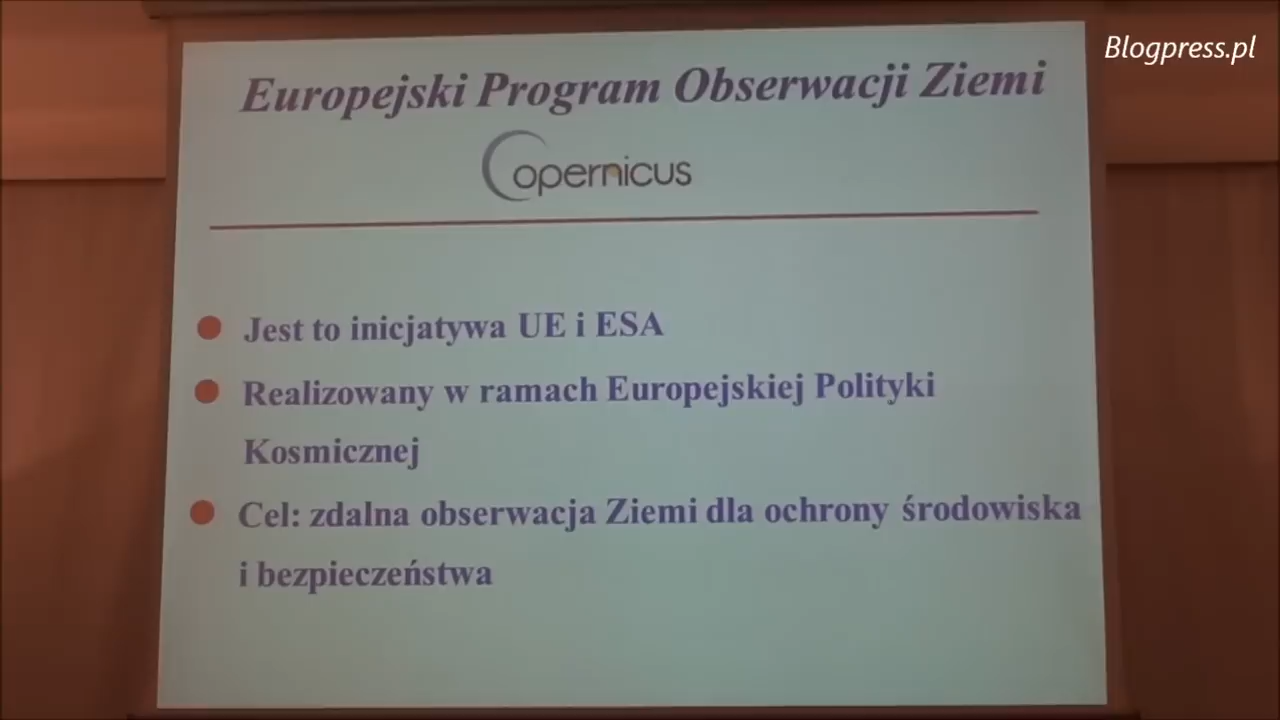 Blogpress.pl
Europejski Program Obserwacji Ziemi
Copernicus
Jest to inicjatywa UE i ESA
Realizowany w ramach Europejskiej Polityki
Kosmicznej
Cel: zdalna obserwacja Ziemi dla ochrony środowiska
i bezpieczeństwa